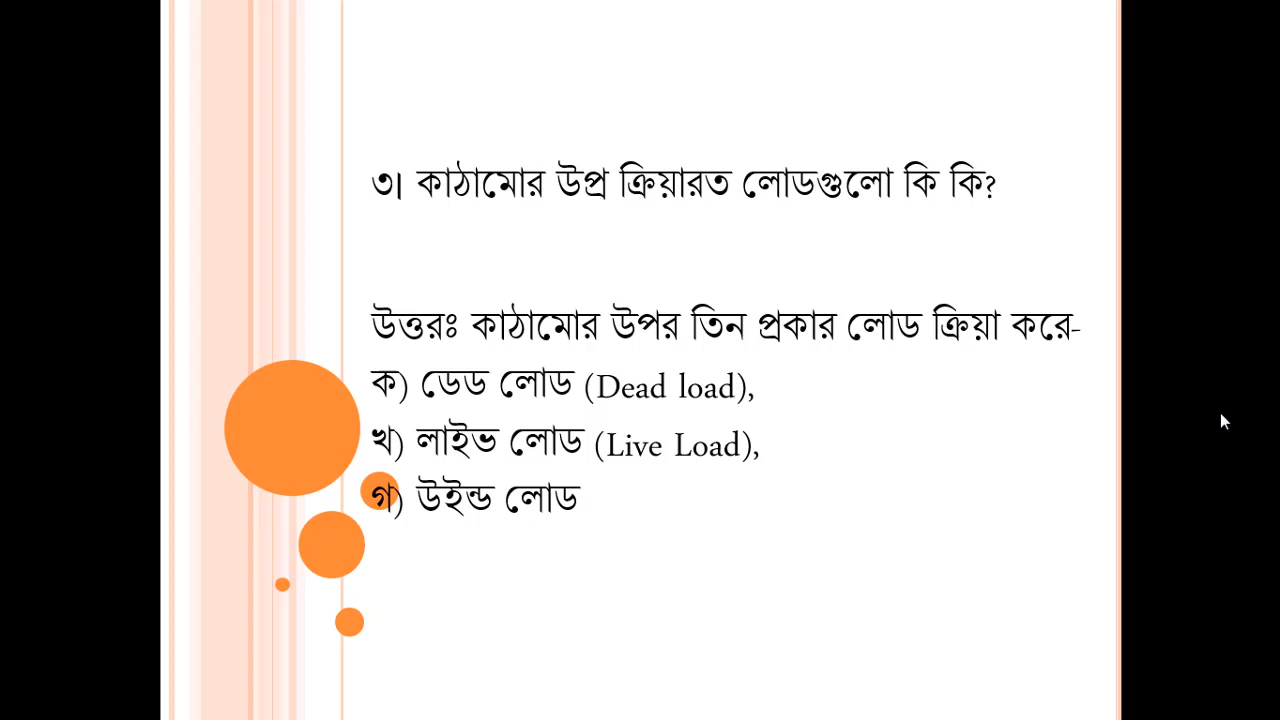 ৩। কাঠামোর উপ্র ক্রিয়ারত লোডগুলো কি কি?
উত্তরঃ কাঠামোর উপর তিন প্রকার লোড ক্রিয়া করে-
ক) ডেড লোড (Dead load),
খ) লাইভ লোড (Live Load),
গ) উইন্ড লোড